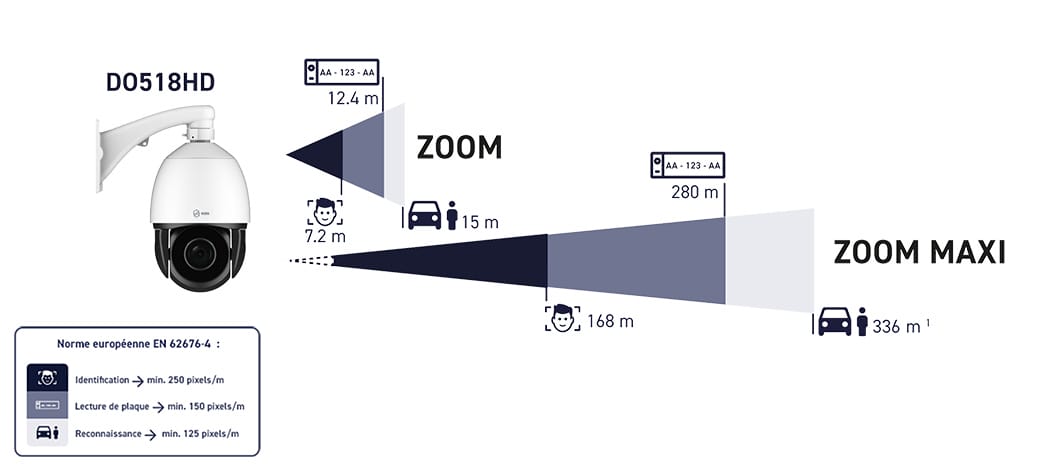 DO518HD
AA - 123 - AA
12.4 m
ZOOM
7.2 m
15 m
AA - 123 - AA
280 m
ZOOM MAXI
168 m
336 m ¹
Norme européenne EN 62676-4 :
Identification → min. 250 pixels/m
Lecture de plaque → min. 150 pixels/m
Reconnaissance → min. 125 pixels/m